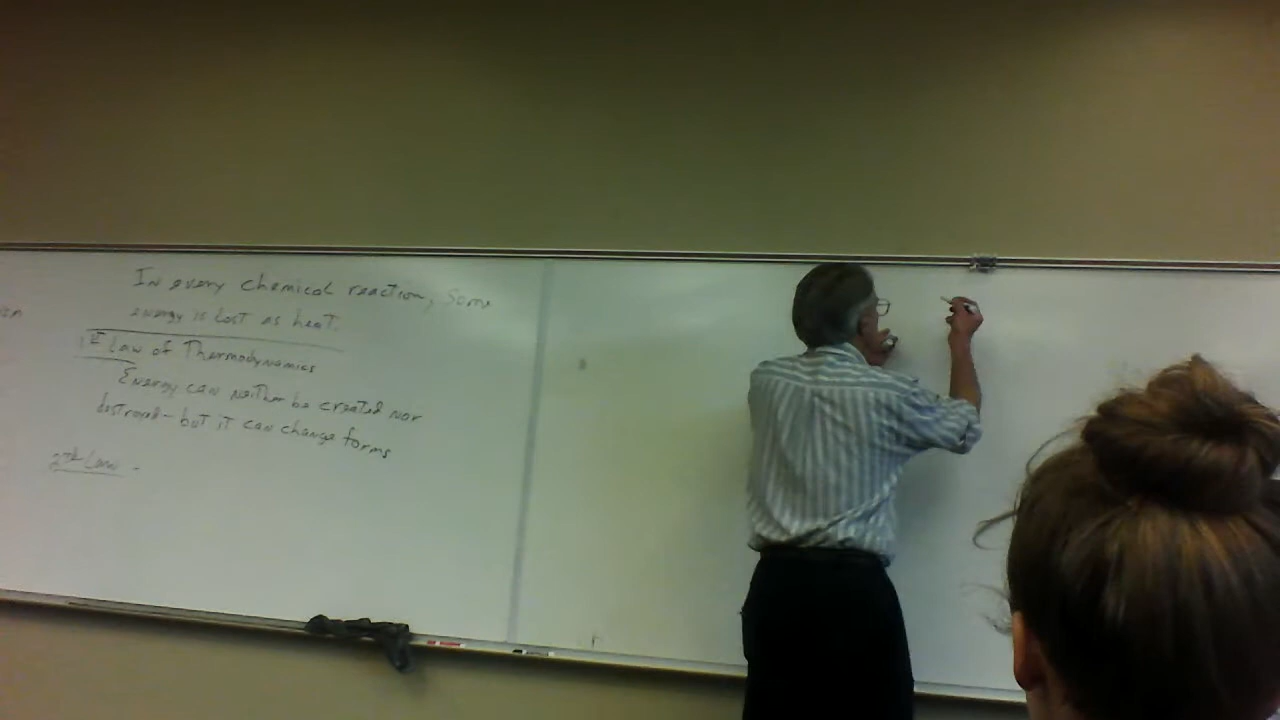 In every chemical reaction, some
energy is lost as heat.
1st Law of Thermodynamics
Energy can neither be created nor
destroyed - but it can change forms
2nd Law -